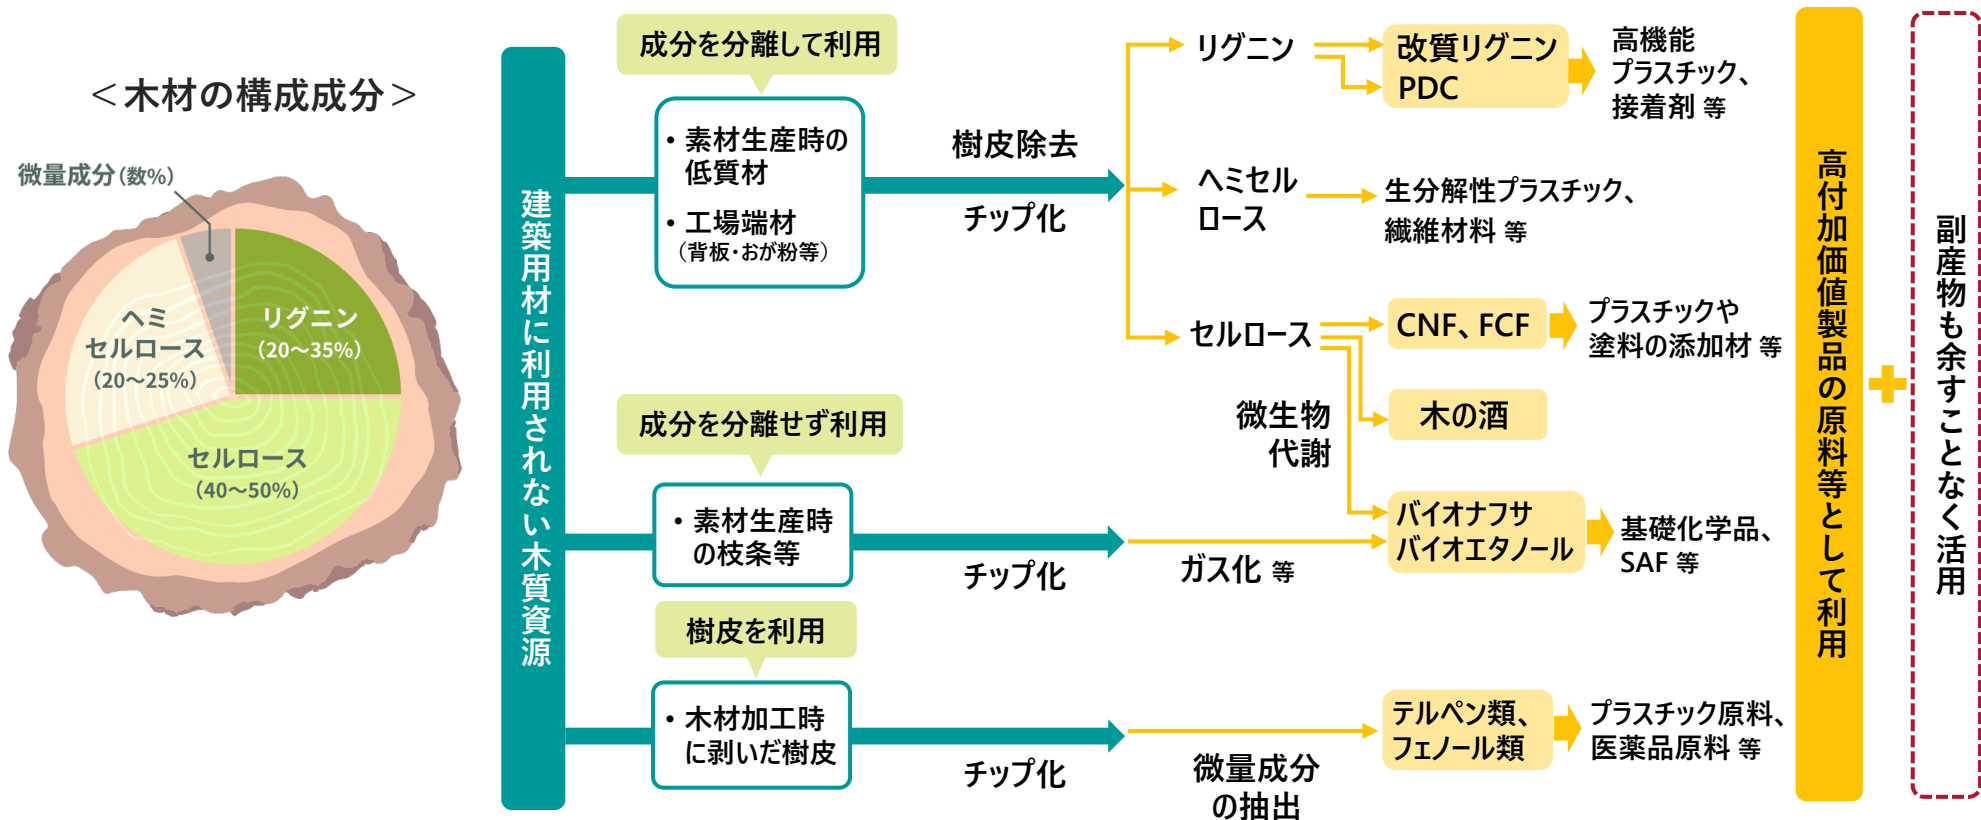 ＜木材の構成成分＞
微量成分（数%）
ヘミ
セルロース
（20～25%）
リグニン
（20～35%）
セルロース
（40～50%）
建築用材に利用されない木質資源
成分を分離して利用
・素材生産時の
低質材
・工場端材
（背板・おが粉等）
樹皮除去
チップ化
リグニン
改質リグニン
PDC
高機能
プラスチック、
接着剤 等
ヘミセル
ロース
生分解性プラスチック、
繊維材料 等
セルロース
CNF、FCF
プラスチックや
塗料の添加材 等
木の酒
微生物
代謝
成分を分離せず利用
・素材生産時
の枝条等
チップ化
ガス化 等
バイオナフサ
バイオエタノール
基礎化学品、
SAF 等
樹皮を利用
・木材加工時
に剥いだ樹皮
チップ化
微量成分
の抽出
テルペン類、
フェノール類
プラスチック原料、
医薬品原料 等
高付加価値製品の原料等として利用
副産物も余すことなく活用